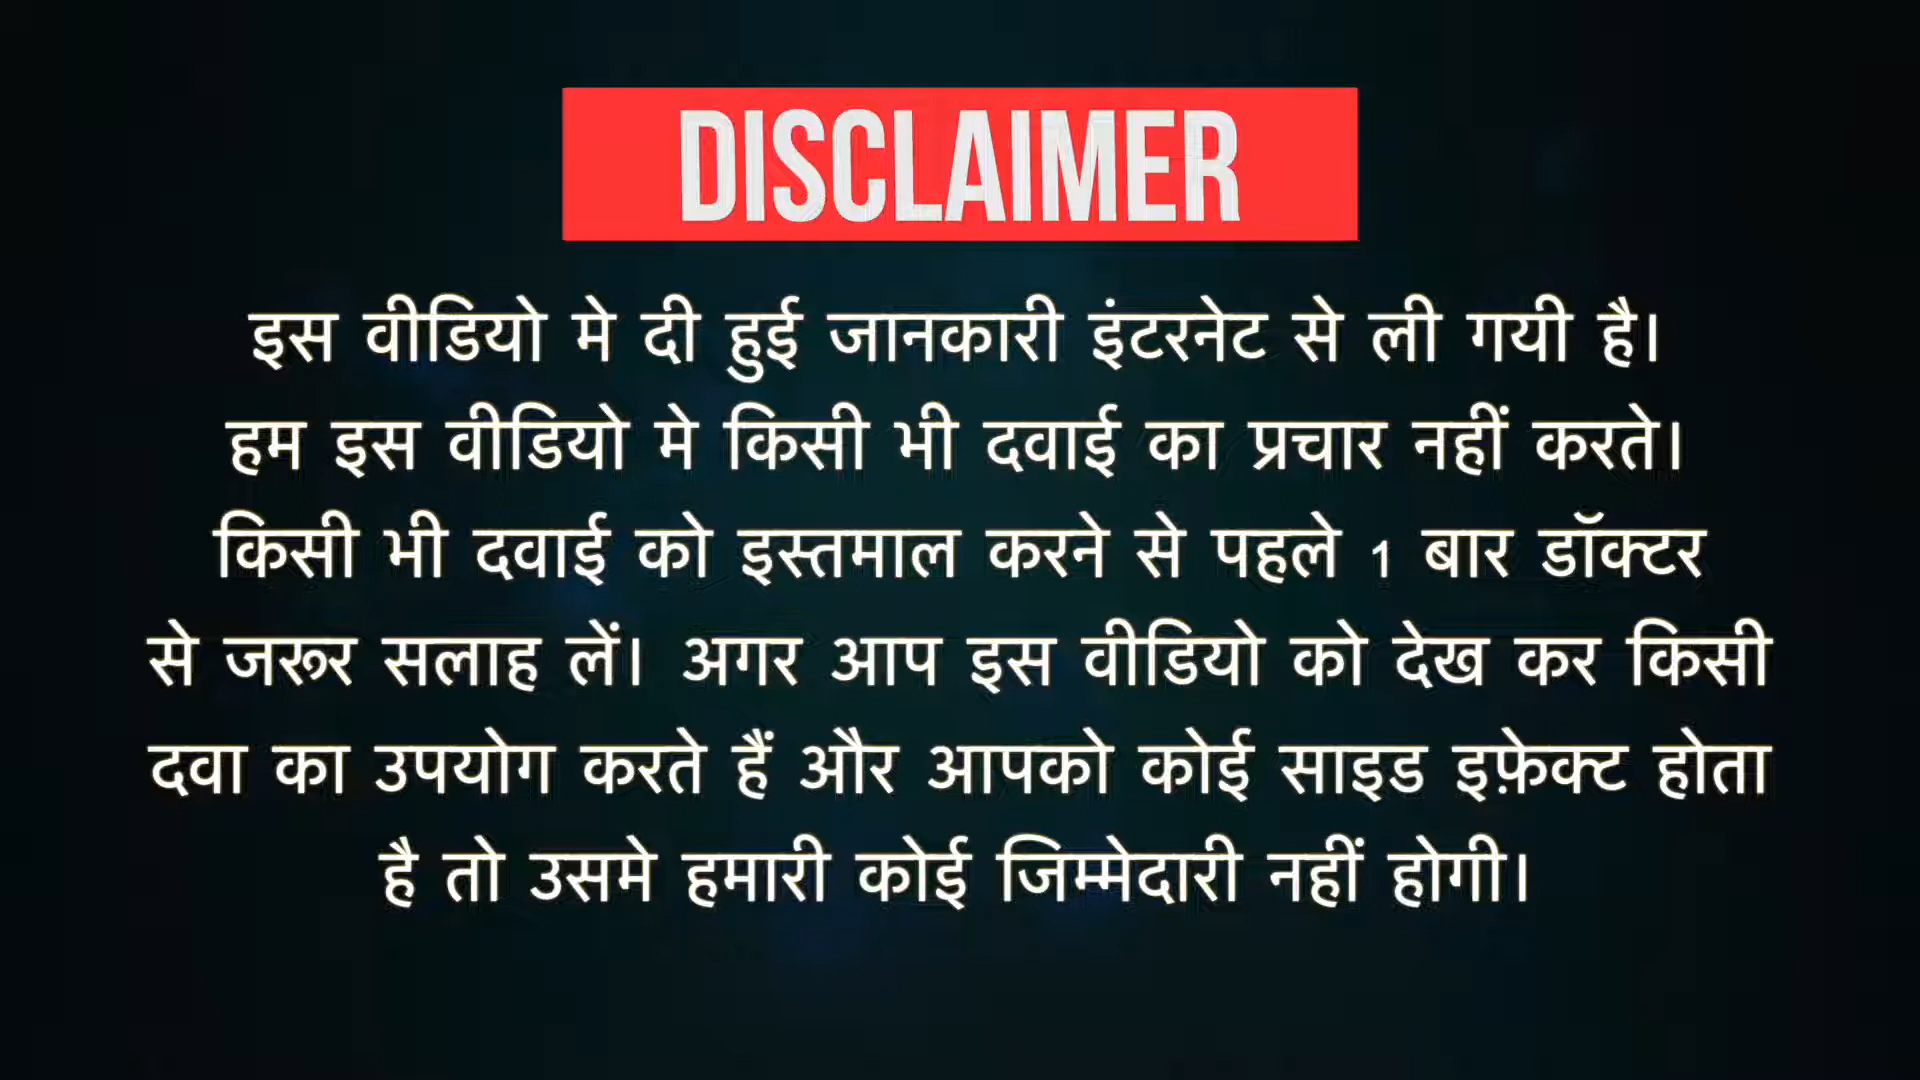 DISCLAIMER
इस वीडियो मे दी हुई जानकारी इंटरनेट से ली गयी है।
हम इस वीडियो मे किसी भी दवाई का प्रचार नहीं करते।
किसी भी दवाई को इस्तमाल करने से पहले 1 बार डॉक्टर
से जरूर सलाह लें। अगर आप इस वीडियो को देख कर किसी
दवा का उपयोग करते हैं और आपको कोई साइड इफ़ेक्ट होता
है तो उसमे हमारी कोई जिम्मेदारी नहीं होगी।